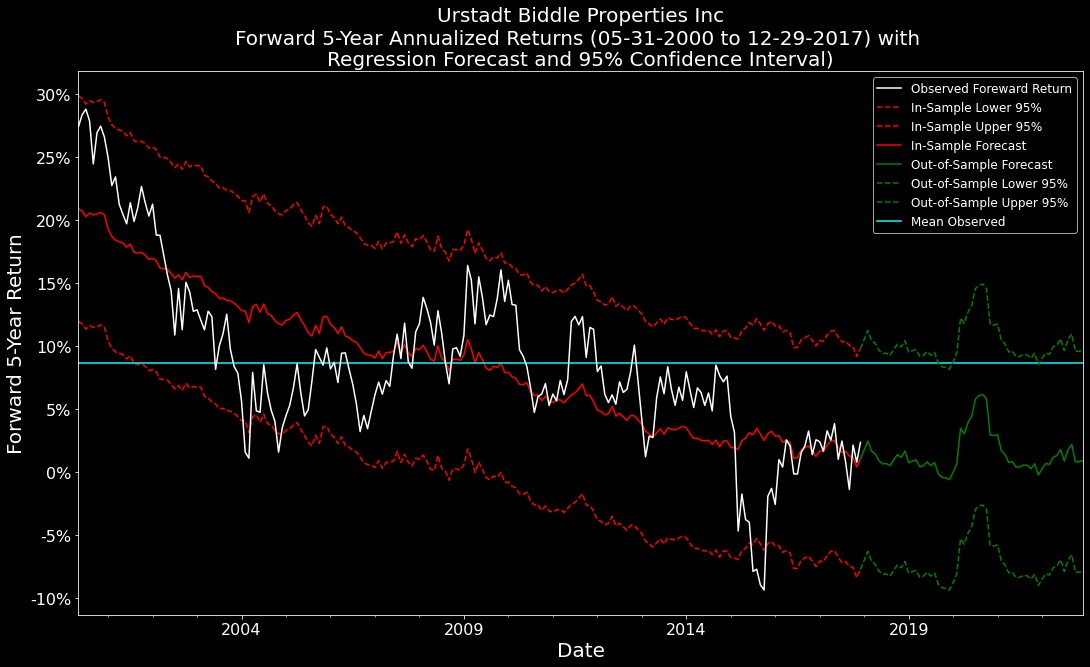 Urstadt Biddle Properties Inc
Forward 5-Year Annualized Returns (05-31-2000 to 12-29-2017) with
Regression Forecast and 95% Confidence Interval)
Observed Foreward Return
In-Sample Lower 95%
In-Sample Upper 95%
In-Sample Forecast
Out-of-Sample Forecast
Out-of-Sample Lower 95%
Out-of-Sample Upper 95%
Mean Observed
Forward 5-Year Return
30%
25%
20%
15%
10%
5%
0%
-5%
-10%
2004
2009
2014
2019
Date